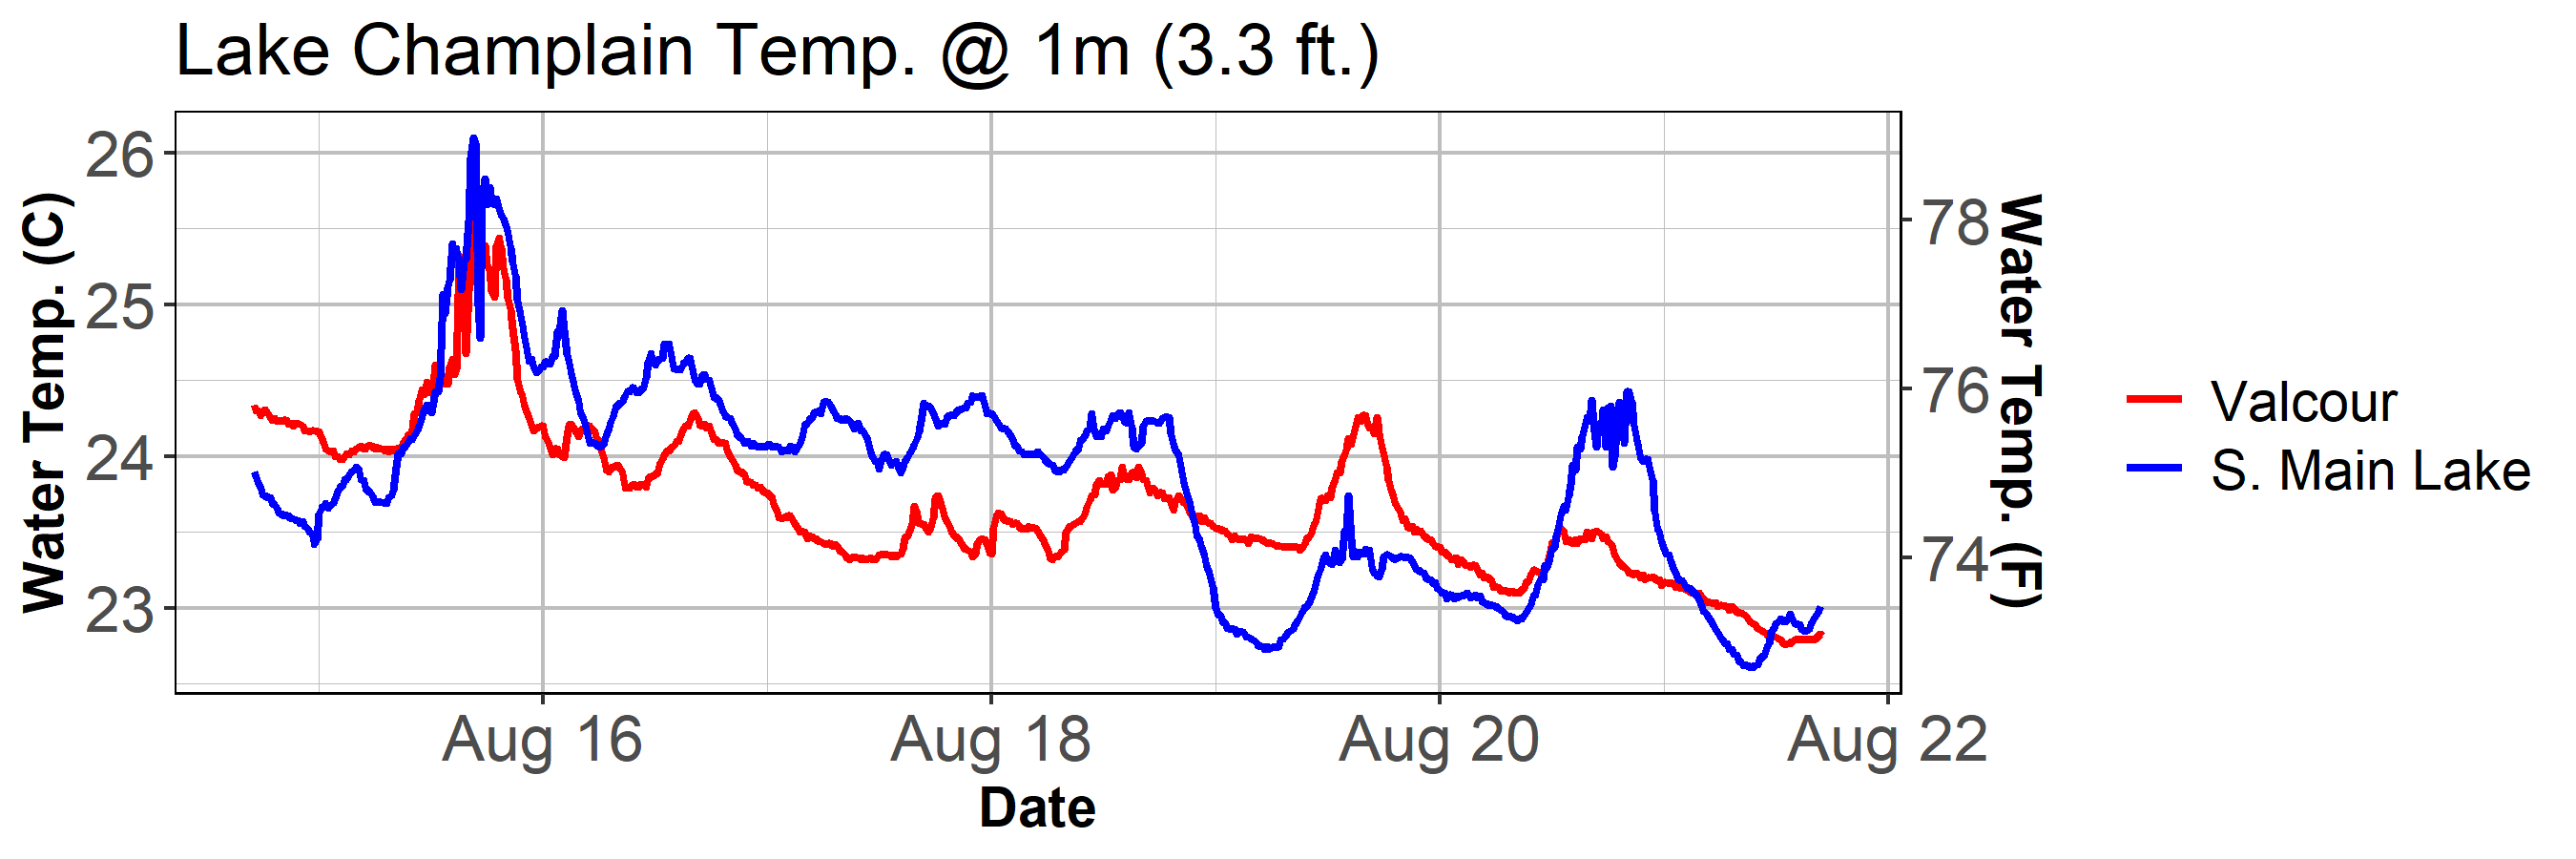 Lake Champlain Temp. @ 1m (3.3 ft.)
Water Temp. (C)
26
25
24
23
78
76
74
Water Temp. (F)
Aug 16
Aug 18
Aug 20
Aug 22
Date
Valcour
S. Main Lake